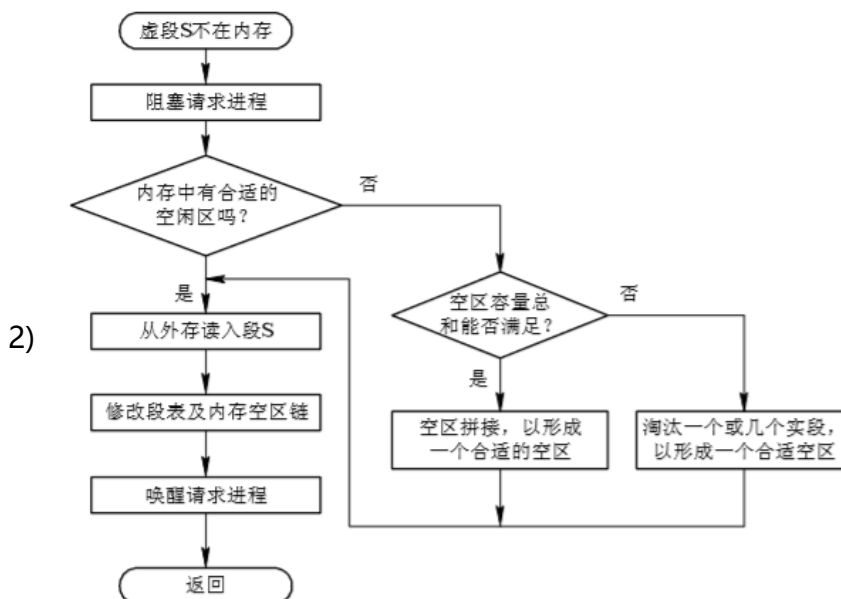 虚段S不在内存
阻塞请求进程
内存中有合适的
空闲区吗?
否
是
空区容量总
和能否满足?
否
2)
从外存读入段S
是
修改段表及内存空区链
空区拼接，以形成
一个合适的空区
淘汰一个或几个实段，
以形成一个合适空区
唤醒请求进程
返回